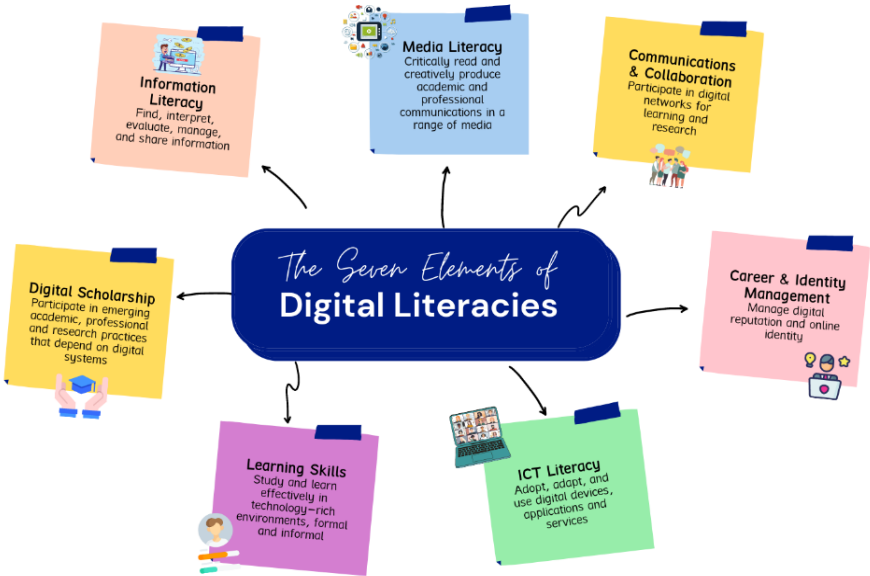 Information
Literacy
Find, interpret,
evaluate, manage,
and share information
Media Literacy
Critically read and
creatively produce
academic and
professional
communications in a
range of media
Communications
& Collaboration
Participate in digital
networks for
learning and
research
The Seven Elements of
Digital Literacies
Digital Scholarship
Participate in emerging
academic, professional
and research practices
that depend on digital
systems
Career & Identity
Management
Manage digital
reputation and online
identity
Learning Skills
Study and learn
effectively in
technology-rich
environments, formal
and informal
ICT Literacy
Adopt, adapt, and
use digital devices,
applications and
services